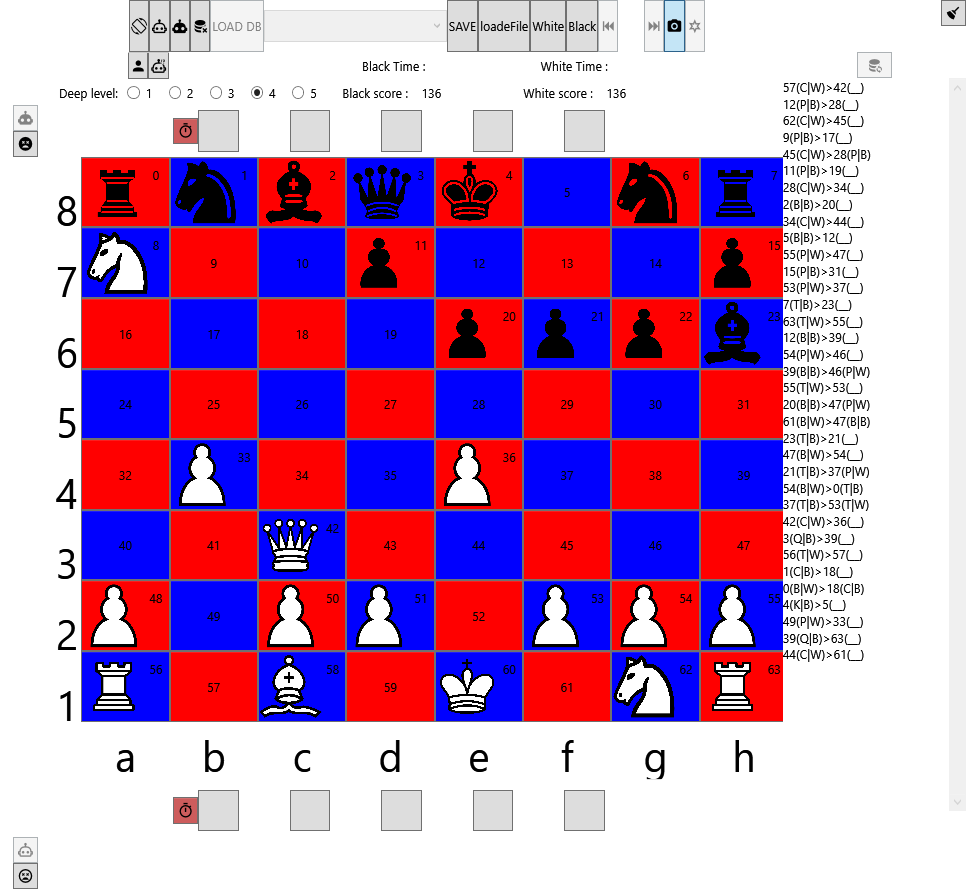 LOAD DB SAVE loadeFile White Black
Black Time : White Time :
Deep level: 1 2 3 4 5 Black score : 136 White score : 136
57(C|W)>42(__)
12(P|B)>28(__)
62(C|W)>45(__)
9(P|B)>17(__)
45(C|W)>28(P|B)
11(P|B)>19(__)
28(C|W)>34(__)
2(B|B)>20(__)
34(C|W)>44(__)
5(B|B)>12(__)
55(P|W)>47(__)
15(P|B)>31(__)
53(P|W)>37(__)
7(T|B)>23(__)
63(T|W)>55(__)
12(B|B)>39(__)
54(P|W)>46(__)
39(B|B)>46(P|W)
55(T|W)>53(__)
20(B|B)>47(P|W)
61(B|W)>47(B|B)
23(T|B)>21(__)
47(B|W)>54(__)
21(T|B)>37(P|W)
54(B|W)>0(T|B)
37(T|B)>53(T|W)
42(C|W)>36(__)
3(Q|B)>39(__)
56(T|W)>57(__)
1(C|B)>18(__)
0(B|W)>18(C|B)
4(K|B)>5(__)
49(P|W)>33(__)
39(Q|B)>63(__)
44(C|W)>61(__)
8 0 1 2 3 4 5 6 7
7 8 9 10 11 12 13 14 15
6 16 17 18 19 20 21 22 23
5 24 25 26 27 28 29 30 31
4 32 33 34 35 36 37 38 39
3 40 41 42 43 44 45 46 47
2 48 49 50 51 52 53 54 55
1 56 57 58 59 60 61 62 63
a b c d e f g h